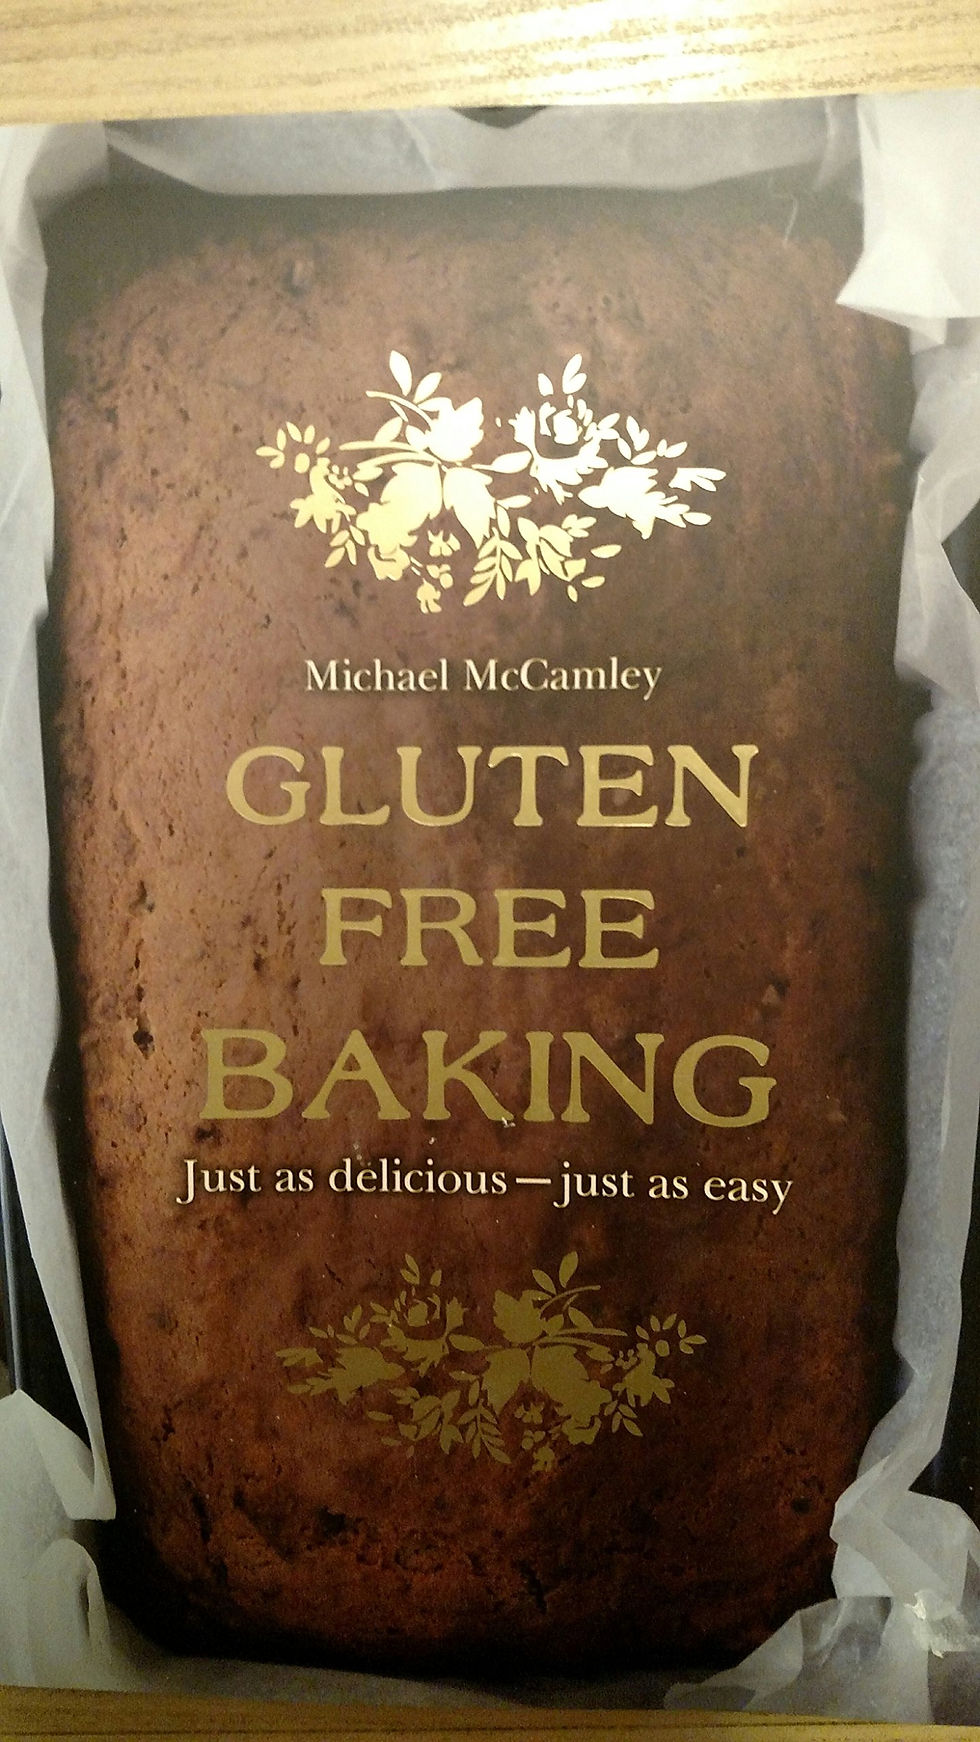 Michael McCamley
GLUTEN
FREE
BAKING
Just as delicious—just as easy